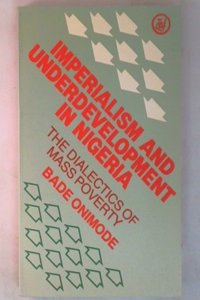 IMPERIALISM AND
UNDERDEVELOPMENT
IN NIGERIA
THE DIALECTICS OF
MASS POVERTY
BADE ONIMODE